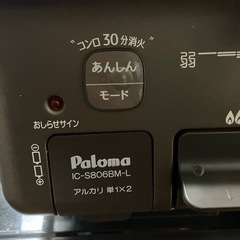 コンロ30分消火
あんしん
モード
おしらせサイン
Paloma
IC-S806BM-L
アルカリ 単1×2